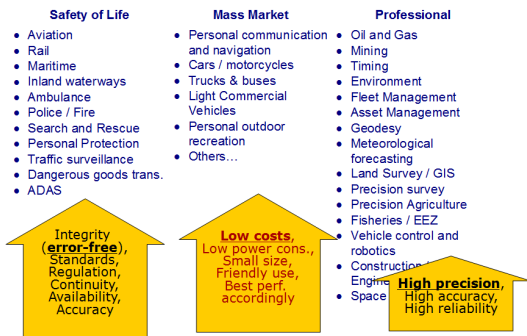 Safety of Life
• Aviation
• Rail
• Maritime
• Inland waterways
• Ambulance
• Police / Fire
• Search and Rescue
• Personal Protection
• Traffic surveillance
• Dangerous goods trans.
• ADAS
Integrity
(error-free),
Standards,
Regulation,
Continuity,
Availability,
Accuracy
Mass Market
• Personal communication
and navigation
• Cars / motorcycles
• Trucks & buses
• Light Commercial
Vehicles
• Personal outdoor
recreation
• Others…
Low costs,
Low power cons.,
Small size,
Friendly use,
Best perf.
accordingly
Professional
• Oil and Gas
• Mining
• Timing
• Environment
• Fleet Management
• Asset Management
• Geodesy
• Meteorological
forecasting
• Land Survey / GIS
• Precision survey
• Precision Agriculture
• Fisheries / EEZ
• Vehicle control and
robotics
• Construction
• Space
High precision,
High accuracy,
High reliability